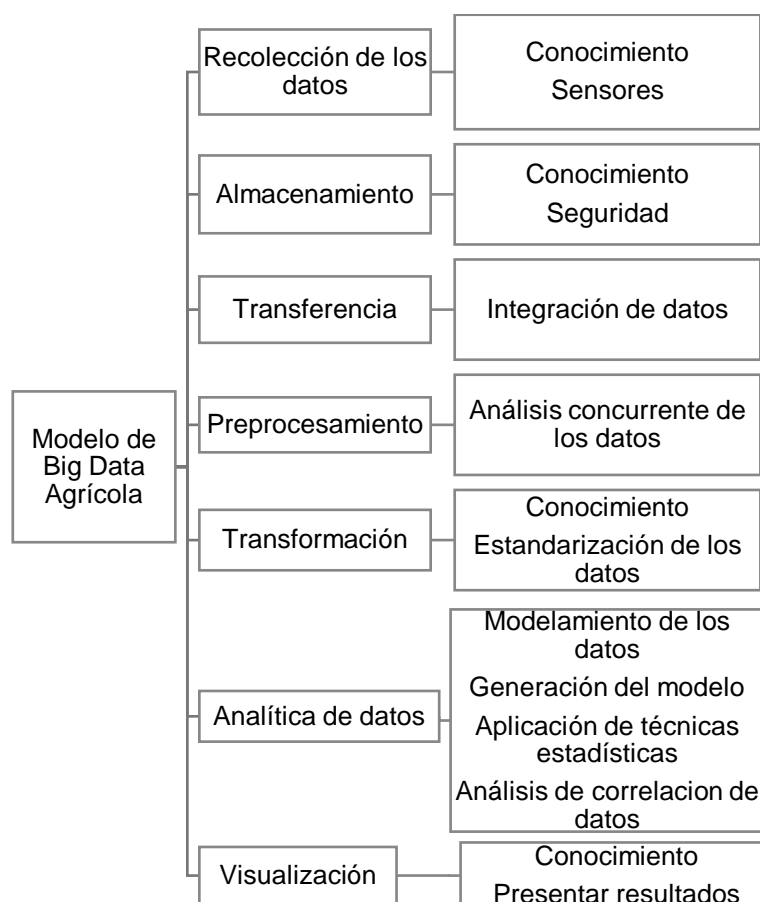 Modelo de
Big Data
Agrícola
Recolección de los
datos
Conocimiento
Sensores
Almacenamiento
Conocimiento
Seguridad
Transferencia
Integración de datos
Preprocesamiento
Análisis concurrente de
los datos
Transformación
Conocimiento
Estandarización de los
datos
Analítica de datos
Modelamiento de los
datos
Generación del modelo
Aplicación de técnicas
estadísticas
Análisis de correlacion de
datos
Visualización
Conocimiento
Presentar resultados